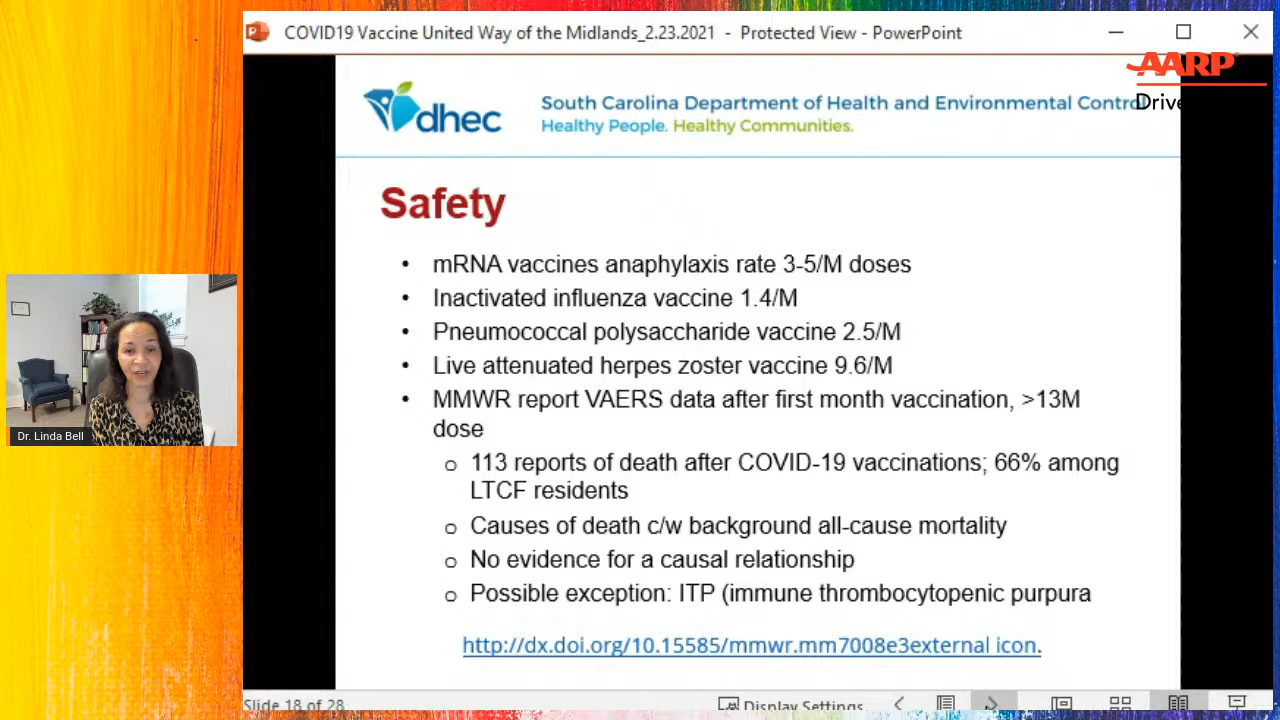 COVID19 Vaccine United Way of the Midlands_2.23.2021 - Protected View - PowerPoint
AARP
Drive
dhec
South Carolina Department of Health and Environmental Contro
Healthy People. Healthy Communities.
Safety
• mRNA vaccines anaphylaxis rate 3-5/M doses
• Inactivated influenza vaccine 1.4/M
• Pneumococcal polysaccharide vaccine 2.5/M
• Live attenuated herpes zoster vaccine 9.6/M
• MMWR report VAERS data after first month vaccination, >13M
dose
o 113 reports of death after COVID-19 vaccinations; 66% among
LTCF residents
o Causes of death c/w background all-cause mortality
o No evidence for a causal relationship
o Possible exception: ITP (immune thrombocytopenic purpura
http://dx.doi.org/10.15585/mmwr.mm7008e3external icon.
Dr. Linda Bell
Slide 18 of 28
Display Settings